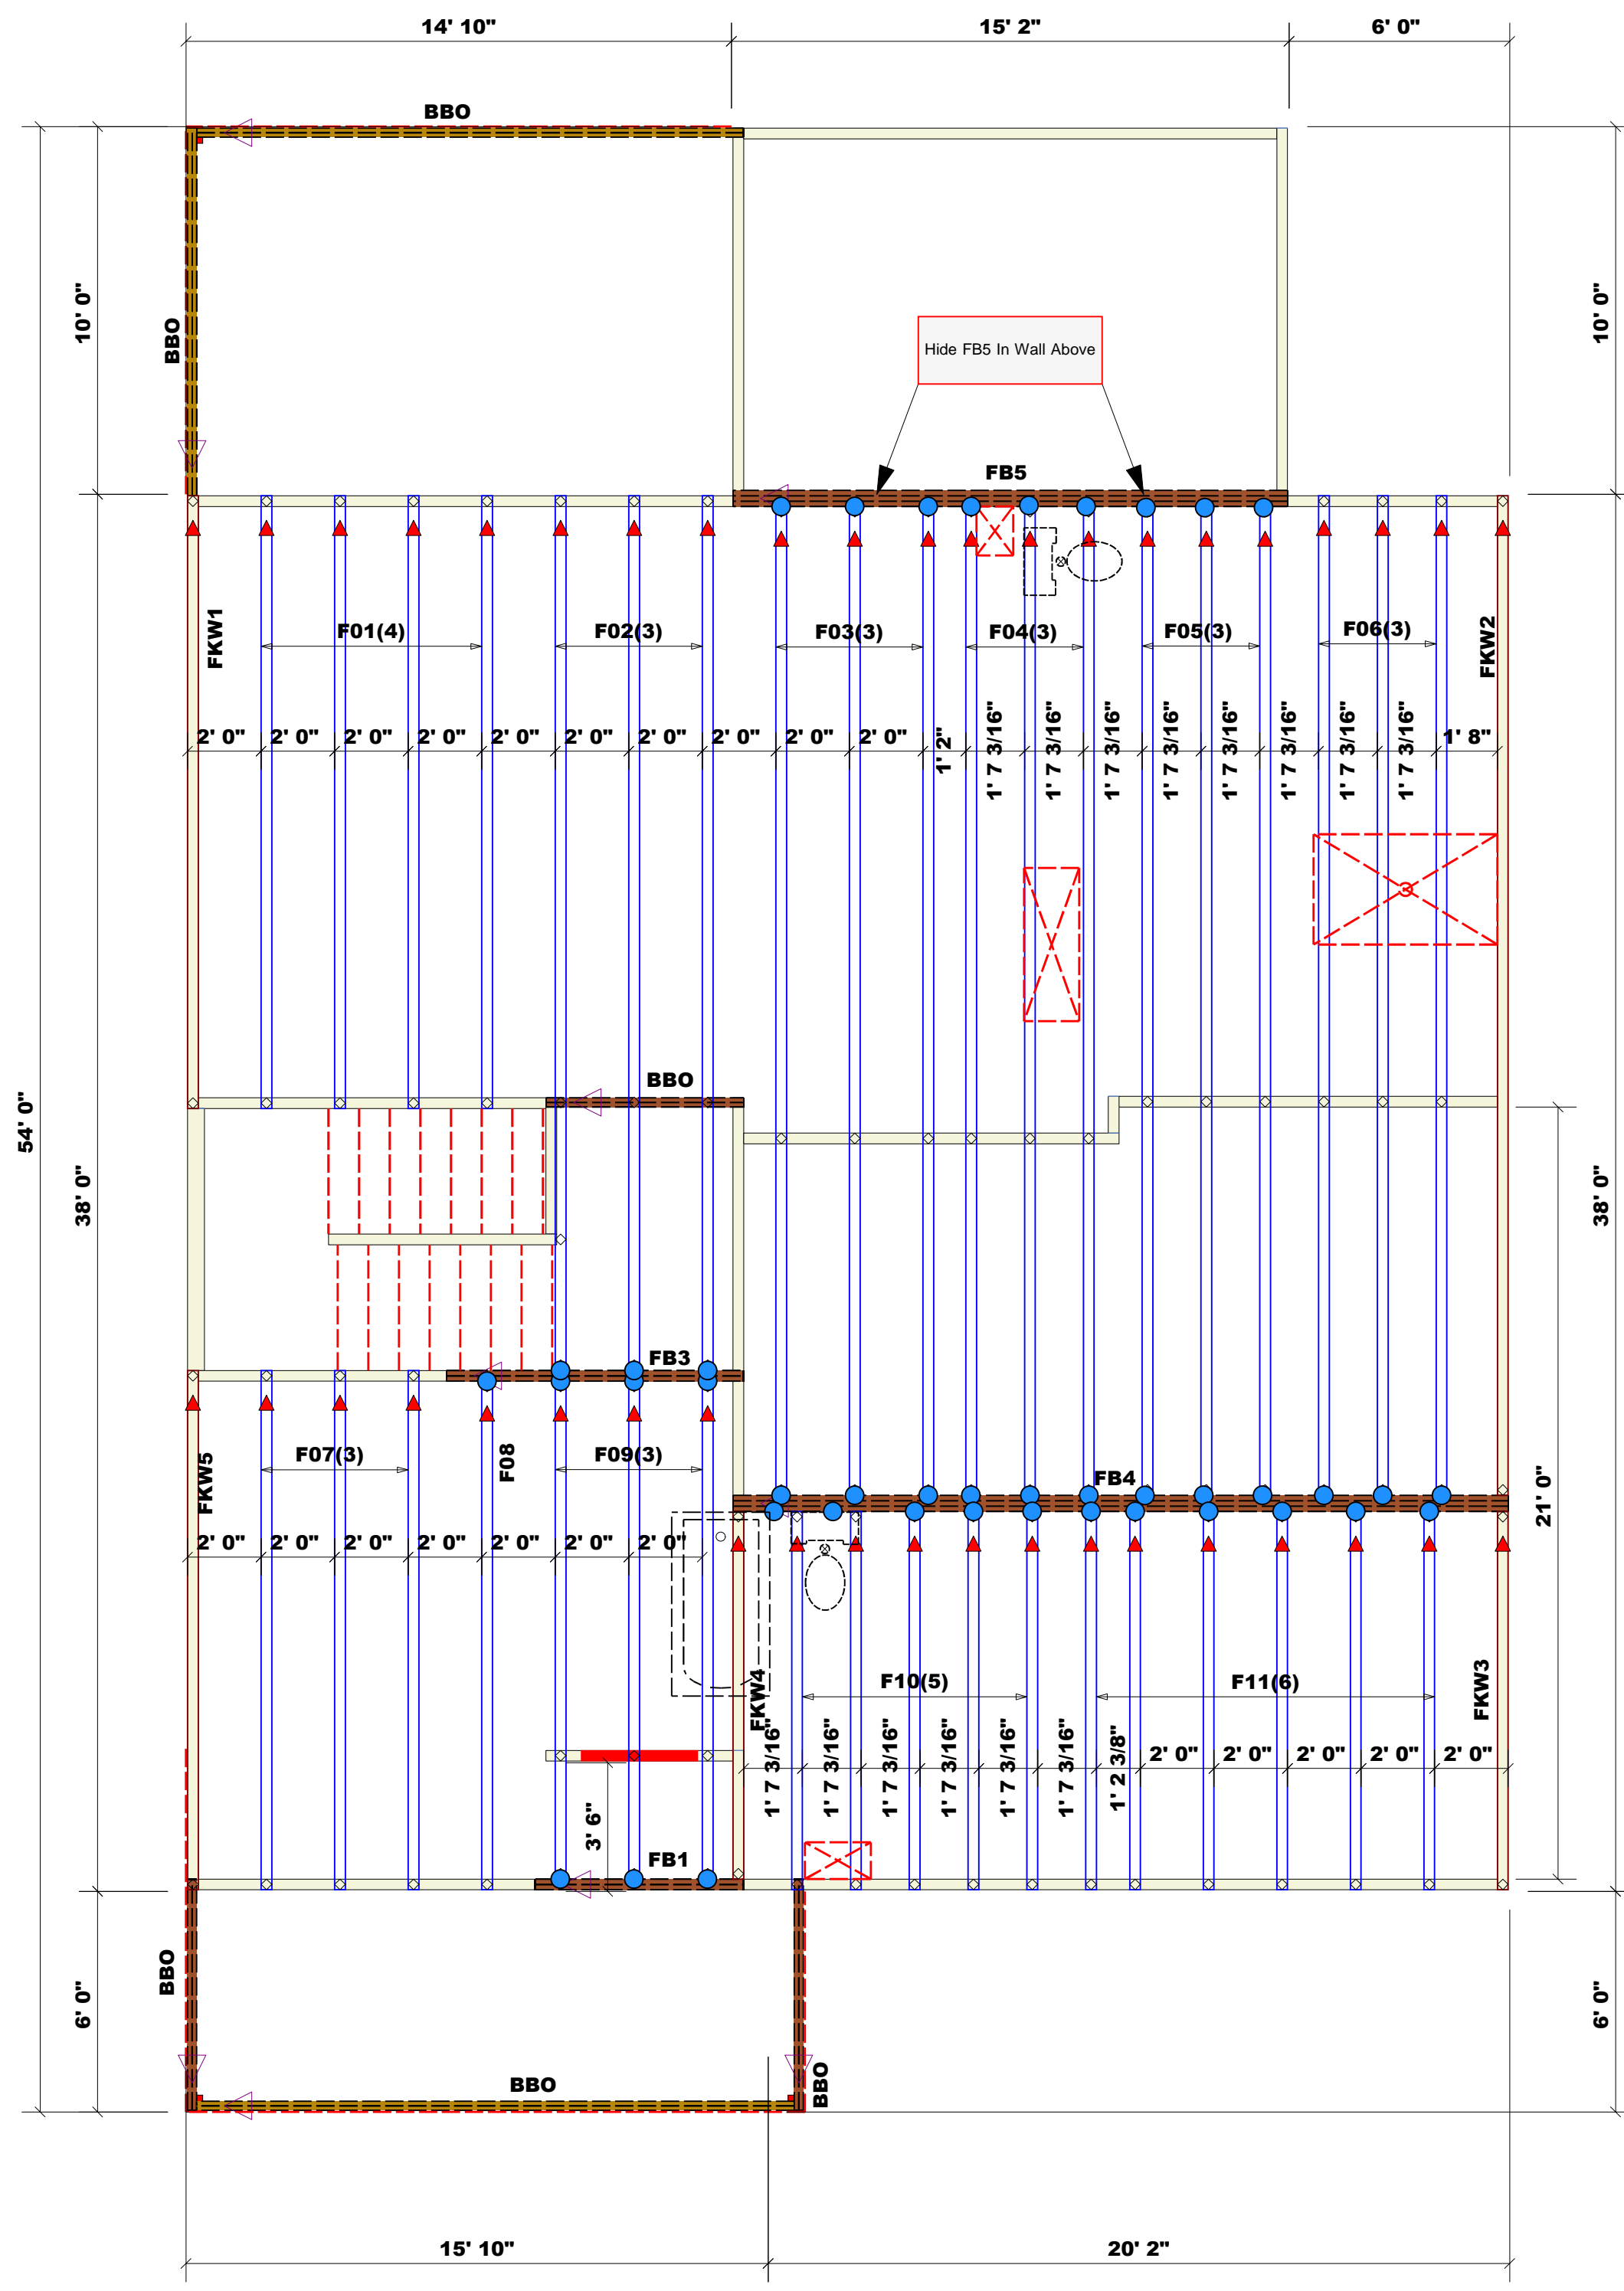 14' 10"
15' 2"
6' 0"
BBO
10' 0"
BBO
10' 0"
Hide FB5 In Wall Above
FB5
FKW1
F01(4)
F02(3)
F03(3)
F04(3)
F05(3)
F06(3)
FKW2
2' 0"
2' 0"
2' 0"
2' 0"
2' 0"
2' 0"
2' 0"
2' 0"
2' 0"
2' 0"
1' 2"
1' 7 3/16"
1' 7 3/16"
1' 7 3/16"
1' 7 3/16"
1' 7 3/16"
1' 7 3/16"
1' 7 3/16"
1' 7 3/16"
1' 8"
BBO
54' 0"
38' 0"
38' 0"
FB3
FKW5
F07(3)
F08
F09(3)
FB4
21' 0"
2' 0"
2' 0"
2' 0"
2' 0"
2' 0"
2' 0"
2' 0"
FKW4
F10(5)
F11(6)
FKW3
1' 7 3/16"
1' 7 3/16"
1' 7 3/16"
1' 7 3/16"
1' 7 3/16"
1' 7 3/16"
1' 2 3/8"
2' 0"
2' 0"
2' 0"
2' 0"
2' 0"
3' 6"
FB1
BBO
6' 0"
6' 0"
BBO
BBO
15' 10"
20' 2"